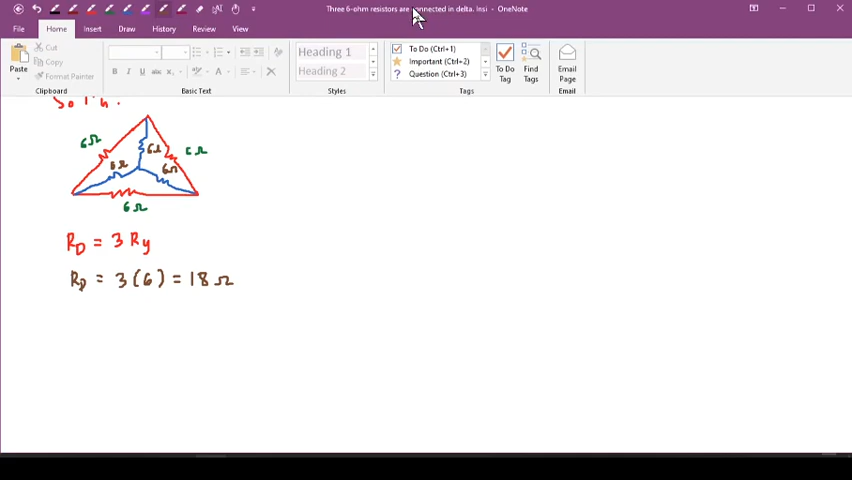 Three 6-ohm resistors are connected in delta. Insi - OneNote
File Home Insert Draw History Review View
Cut
Copy
Format Painter
Paste
Clipboard
B I U
Basic Text
Heading 1
Heading 2
Styles
To Do (Ctrl+1)
Important (Ctrl+2)
? Question (Ctrl+3)
Tags
To Do Tag
Find Tags
Email Page
Email
Sol'n:
6Ω 6Ω 6Ω
6Ω 6Ω
6Ω
RD = 3 Ry
RD = 3(6) = 18 Ω